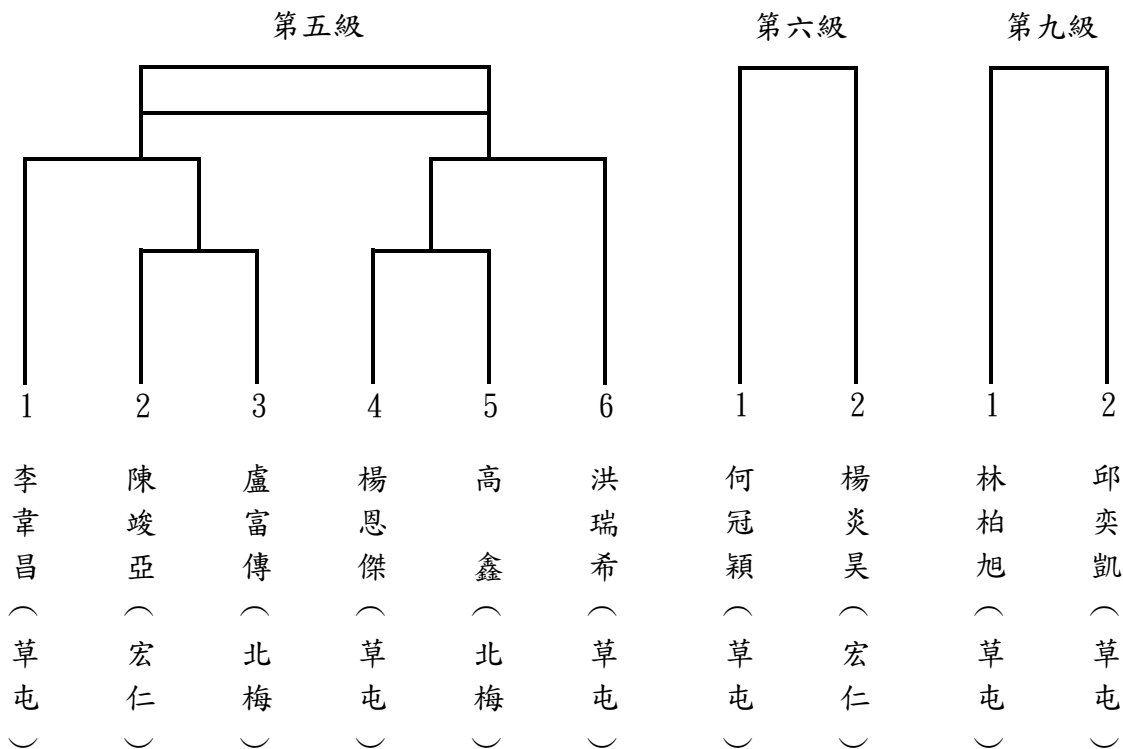 第五級
第六級
第九級
1 2 3 4 5 6 1 2 1 2
李韋昌（草屯）
陳竣亞（宏仁）
盧富傳（北梅）
楊恩傑（草屯）
高　鑫（北梅）
洪瑞希（草屯）
何冠穎（草屯）
楊炎昊（宏仁）
林柏旭（草屯）
邱奕凱（草屯）